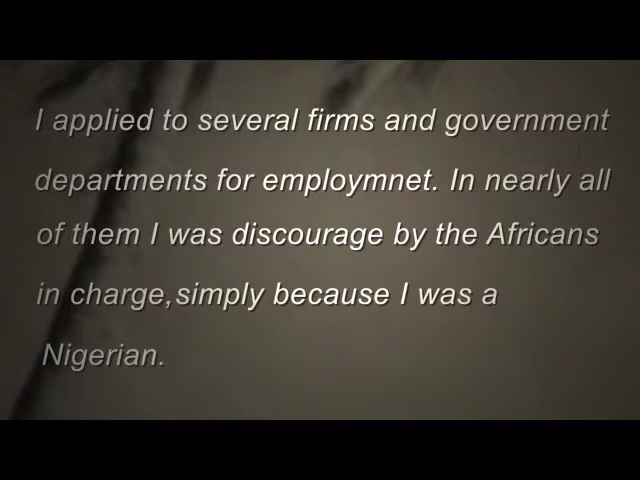 I applied to several firms and government
departments for employmnet. In nearly all
of them I was discourage by the Africans
in charge,simply because I was a
Nigerian.